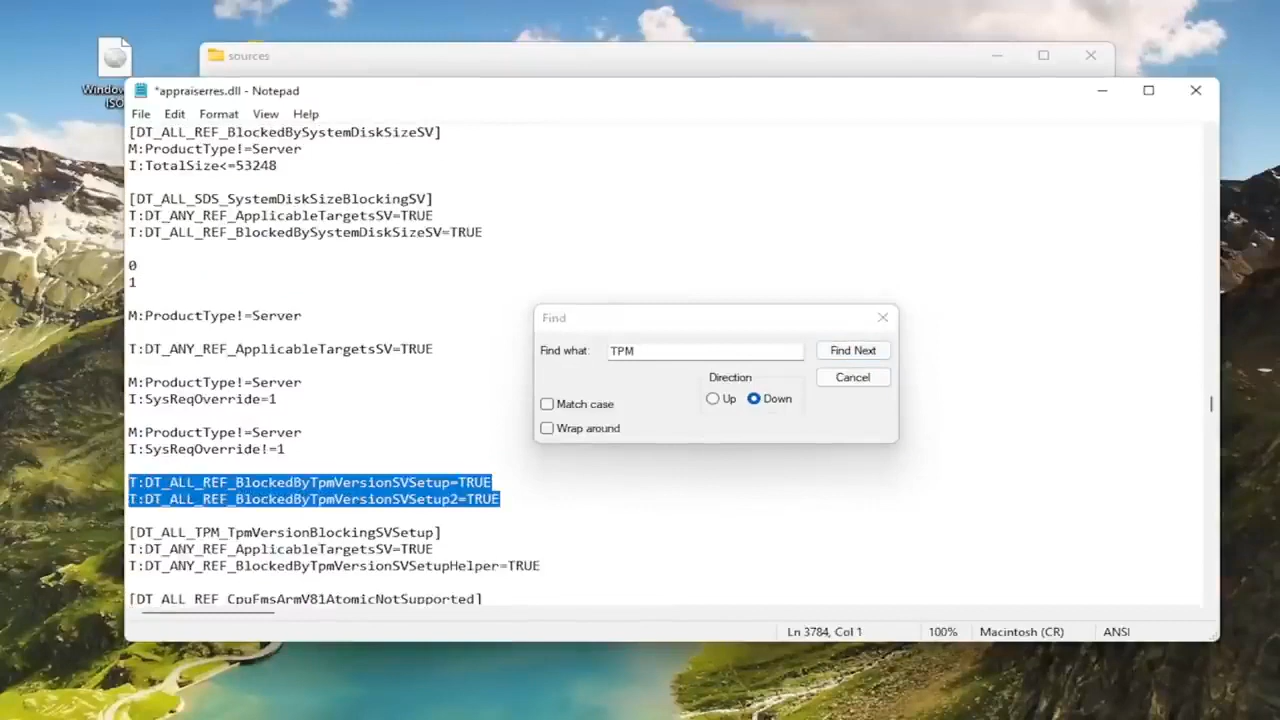 sources
Window
ISO
*appraiserres.dll - Notepad
File Edit Format View Help
[DT_ALL_REF_BlockedBySystemDiskSizeSV]
M:ProductType!=Server
I:TotalSize<=53248
[DT_ALL_SDS_SystemDiskSizeBlockingSV]
T:DT_ANY_REF_ApplicableTargetsSV=TRUE
T:DT_ALL_REF_BlockedBySystemDiskSizeSV=TRUE
0
1
M:ProductType!=Server
T:DT_ANY_REF_ApplicableTargetsSV=TRUE
M:ProductType!=Server
I:SysReqOverride=1
M:ProductType!=Server
I:SysReqOverride!=1
T:DT_ALL_REF_BlockedByTpmVersionSVSetup=TRUE
T:DT_ALL_REF_BlockedByTpmVersionSVSetup2=TRUE
[DT_ALL_TPM_TpmVersionBlockingSVSetup]
T:DT_ANY_REF_ApplicableTargetsSV=TRUE
T:DT_ANY_REF_BlockedByTpmVersionSVSetupHelper=TRUE
[DT_ALL_REF_CpuFmsArmV81AtomicNotSupported]
Find
Find what: TPM Find Next
Direction Cancel
Up Down
Match case
Wrap around
Ln 3784, Col 1 100% Macintosh (CR) ANSI